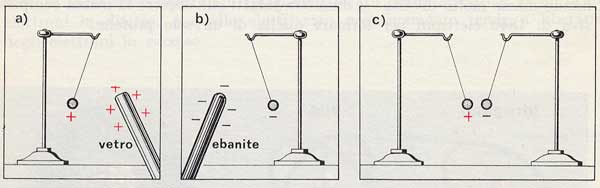 a)
+
+ + + + + +
vetro
b)
− − − − − −
−
ebanite
c)
+ −